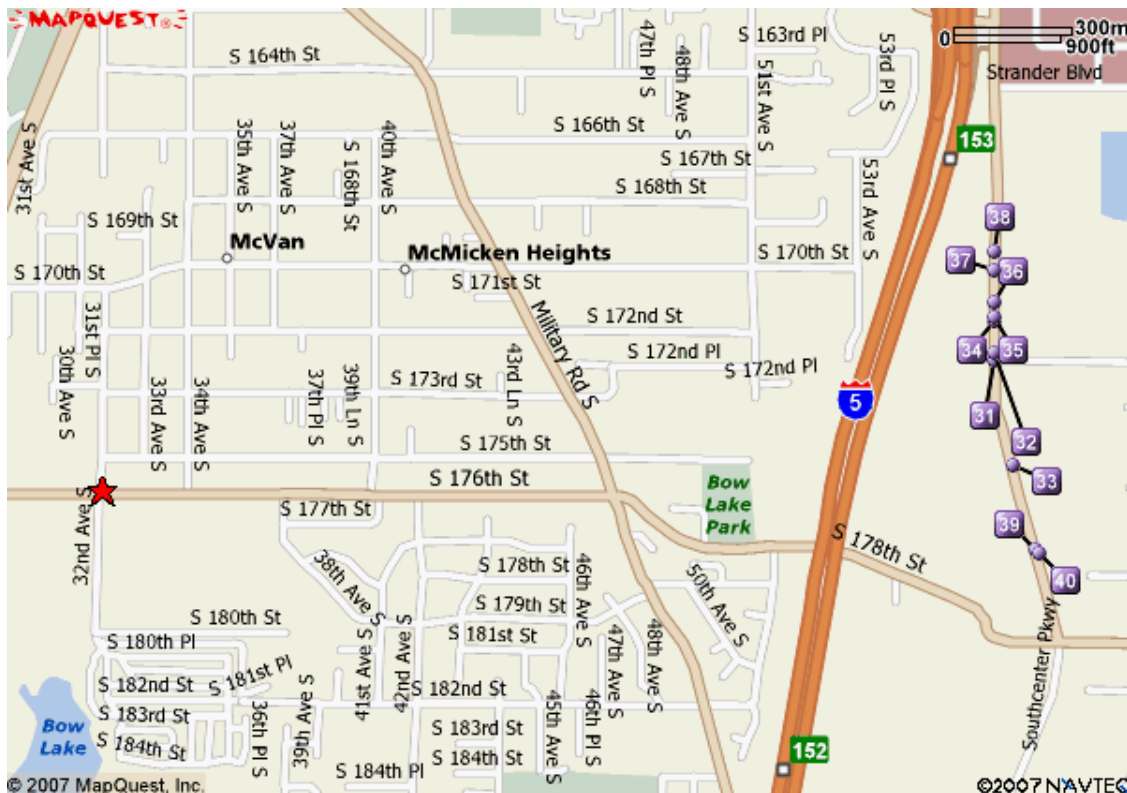 MAPQUEST®
S 163rd Pl
0 300m
900ft
S 164th St
47th Pl S
48th Ave S
51st Ave S
53rd Pl S
Strander Blvd
31st Ave S
35th Ave S
37th Ave S
S 168th St
40th Ave S
S 166th St
153
S 167th St
S 168th St
53rd Ave S
S 169th St
38
McVan
McMicken Heights
S 170th St
37
36
S 170th St
S 171st St
31st Pl S
Military Rd S
S 172nd St
34
35
S 172nd Pl
S 172nd Pl
30th Ave S
33rd Ave S
34th Ave S
37th Pl S
39th Ln S
S 173rd St
43rd Ln S
5
31
32
S 175th St
S 176th St
Bow
Lake
Park
33
32nd Ave S
S 177th St
39
S 178th St
38th Ave S
S 178th St
46th Ave S
50th Ave S
40
S 179th St
S 180th St
S 181st St
S 180th Pl
41st Ave S
42nd Ave S
47th Ave S
48th Ave S
Southcenter Pkwy
S 181st Pl
S 182nd St
S 182nd St
39th Ave S
45th Ave S
46th Pl S
S 183rd St
36th Pl S
S 183rd St
Bow
Lake
S 184th St
S 184th St
S 184th Pl
152
© 2007 MapQuest, Inc.
©2007 NAVTEQ